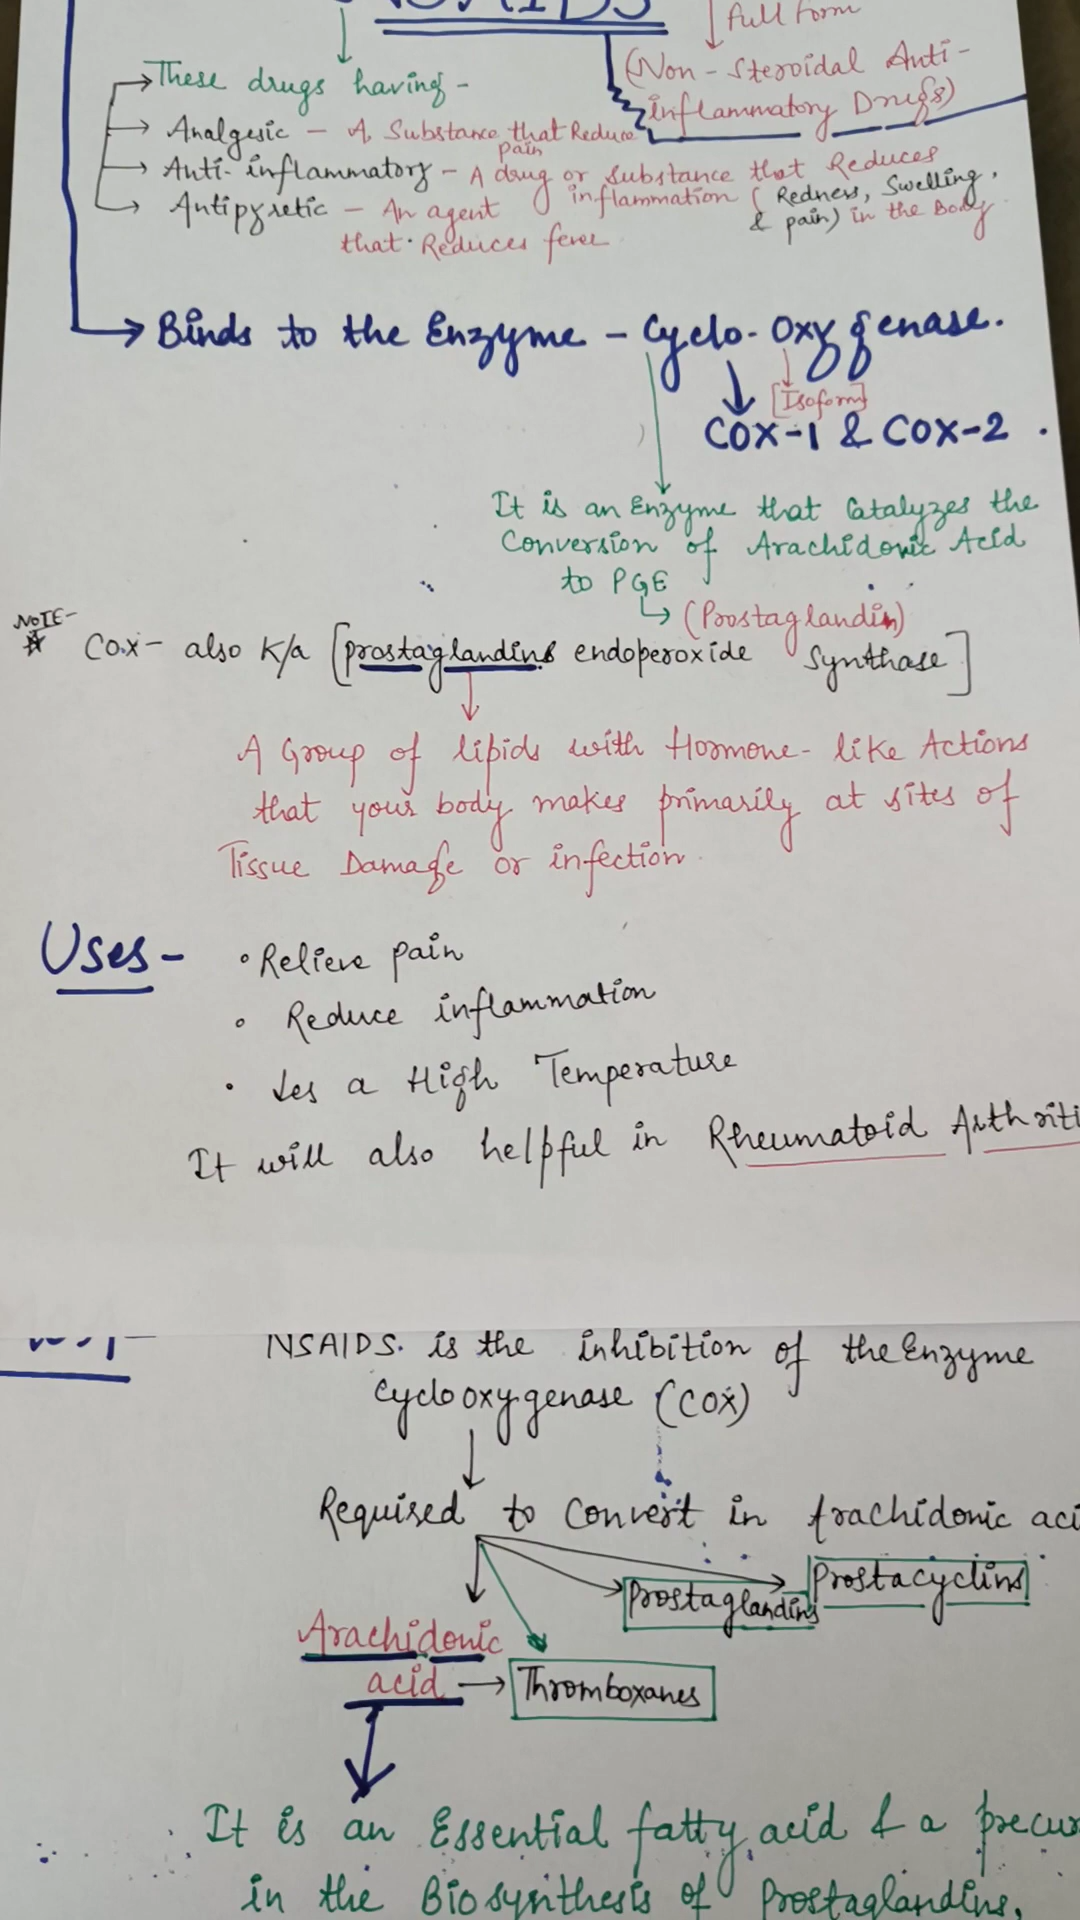 NSAIDS
full form
(Non-Steroidal Anti-
inflammatory Drugs)
These drugs having -
Analgesic - A Substance that Reduce
pain
Anti-inflammatory - A drug or Substance that Reduces
inflammation ( Redness, Swelling,
& pain) in the Body
Antipyretic - An agent
that Reduces fever
Binds to the Enzyme - Cyclo-Oxygenase.
[Isoform]
COX-1 & COX-2.
It is an Enzyme that Catalyzes the
Conversion of Arachidonic Acid
to PGE
(Prostaglandin)
NOTE-
COX- also K/a [prostaglandins endoperoxide Synthase]
A Group of lipids with Hormone-like Actions
that your body makes primarily at sites of
Tissue Damage or infection.
Uses-
Relieve pain
Reduce inflammation
Les a High Temperature
It will also helpful in Rheumatoid Arthriti
NSAIDS. is the inhibition of the Enzyme
Cyclooxygenase (COX)
Required to Convert in Arachidonic aci
Prostaglandins
Prostacyclins
Arachidonic
acid
Thromboxanes
It is an Essential fatty acid & a precur
in the Biosynthesis of Prostaglandins,